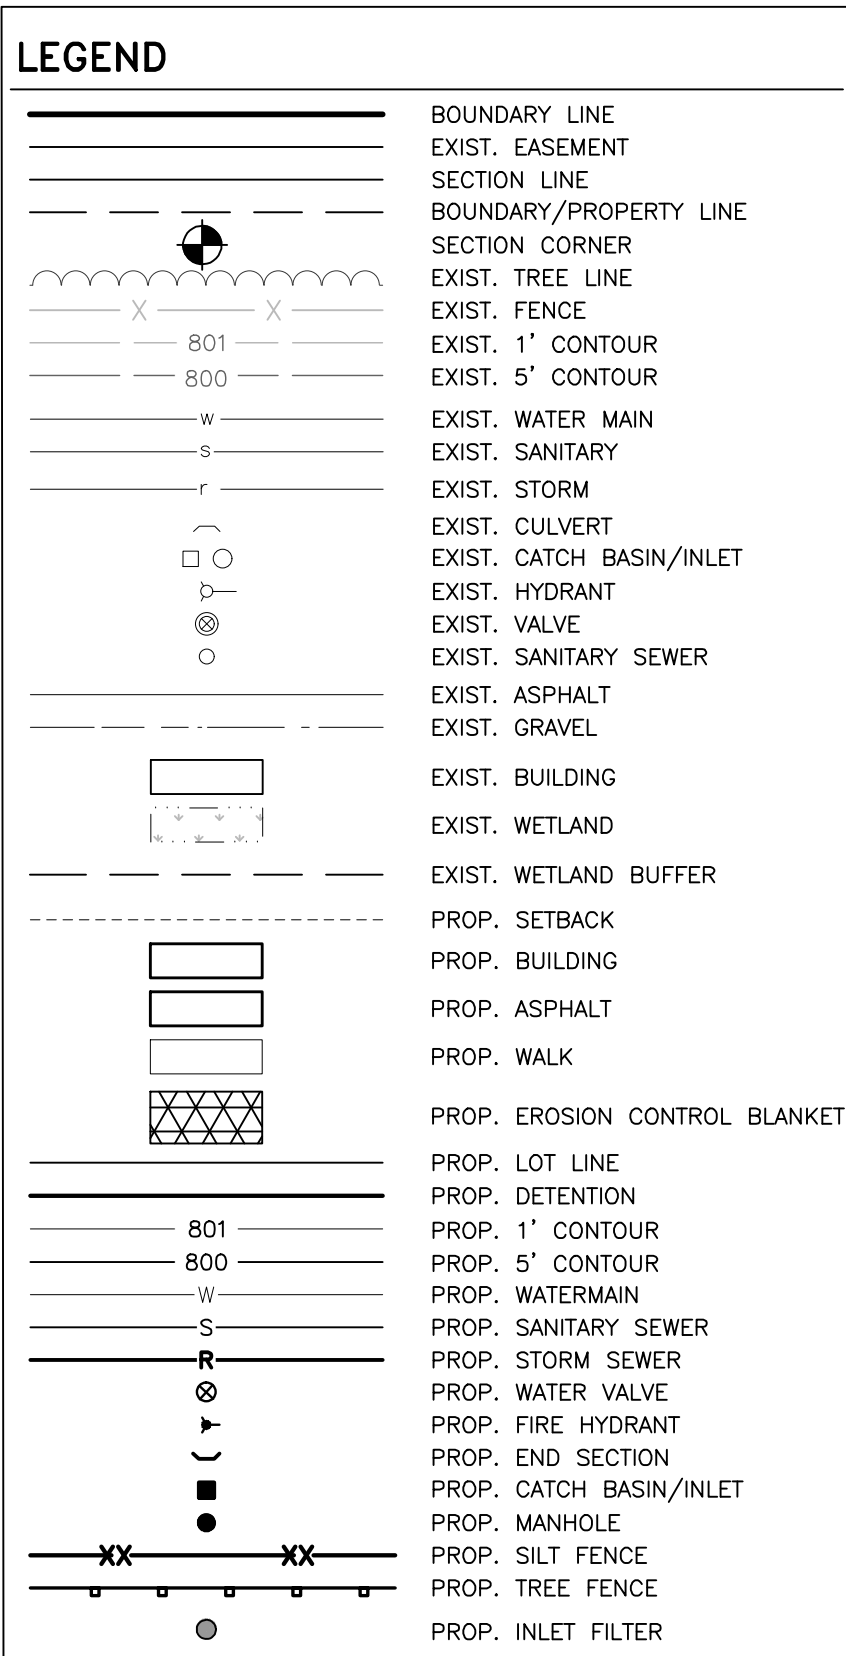 LEGEND
BOUNDARY LINE
EXIST. EASEMENT
SECTION LINE
BOUNDARY/PROPERTY LINE
SECTION CORNER
EXIST. TREE LINE
X X EXIST. FENCE
801 EXIST. 1' CONTOUR
800 EXIST. 5' CONTOUR
w EXIST. WATER MAIN
s EXIST. SANITARY
r EXIST. STORM
EXIST. CULVERT
EXIST. CATCH BASIN/INLET
EXIST. HYDRANT
EXIST. VALVE
EXIST. SANITARY SEWER
EXIST. ASPHALT
EXIST. GRAVEL
EXIST. BUILDING
EXIST. WETLAND
EXIST. WETLAND BUFFER
PROP. SETBACK
PROP. BUILDING
PROP. ASPHALT
PROP. WALK
PROP. EROSION CONTROL BLANKET
PROP. LOT LINE
PROP. DETENTION
801 PROP. 1' CONTOUR
800 PROP. 5' CONTOUR
W PROP. WATERMAIN
S PROP. SANITARY SEWER
R PROP. STORM SEWER
PROP. WATER VALVE
PROP. FIRE HYDRANT
PROP. END SECTION
PROP. CATCH BASIN/INLET
PROP. MANHOLE
XX XX PROP. SILT FENCE
PROP. TREE FENCE
PROP. INLET FILTER